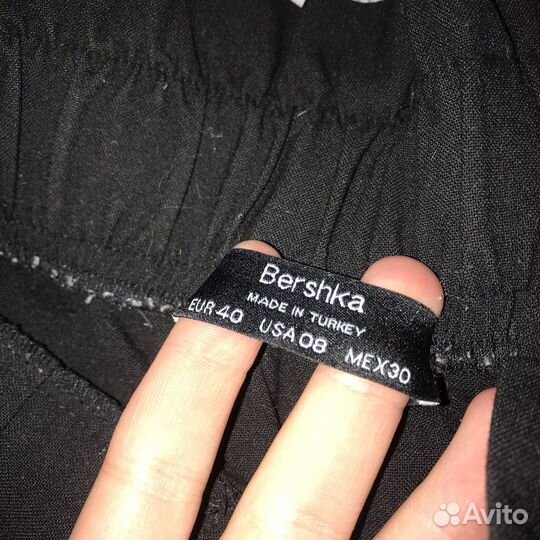 Bershka
MADE IN TURKEY
EUR 40 USA 08 MEX 30
Avito